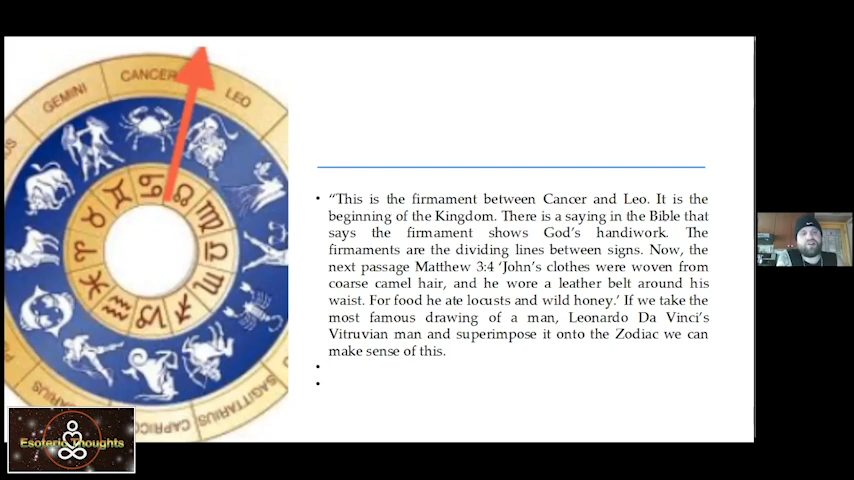 GEMINI
CANCER
LEO
• “This is the firmament between Cancer and Leo. It is the
beginning of the Kingdom. There is a saying in the Bible that
says the firmament shows God’s handiwork. The
firmaments are the dividing lines between signs. Now, the
next passage Matthew 3:4 ‘John’s clothes were woven from
coarse camel hair, and he wore a leather belt around his
waist. For food he ate locusts and wild honey.’ If we take the
most famous drawing of a man, Leonardo Da Vinci’s
Vitruvian man and superimpose it onto the Zodiac we can
make sense of this.
SAGITTARIUS
Esoteric Thoughts